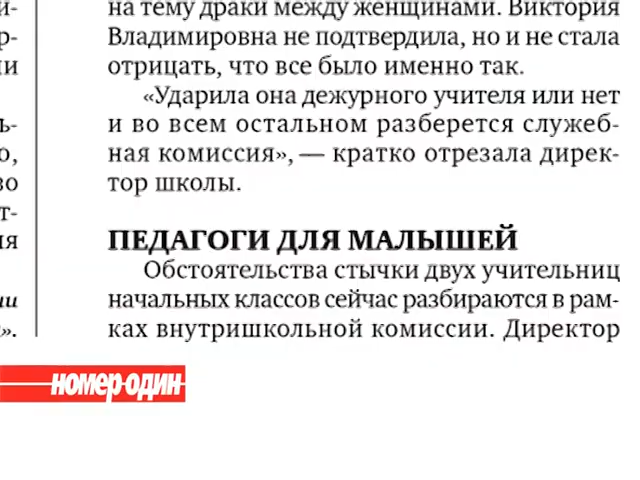 на тему драки между женщинами. Виктория
Владимировна не подтвердила, но и не стала
отрицать, что все было именно так.
«Ударила она дежурного учителя или нет
и во всем остальном разберется служеб-
ная комиссия», — кратко отрезала дирек-
тор школы.
ПЕДАГОГИ ДЛЯ МАЛЫШЕЙ
Обстоятельства стычки двух учительниц
начальных классов сейчас разбираются в рам-
ках внутришкольной комиссии. Директор
номер один